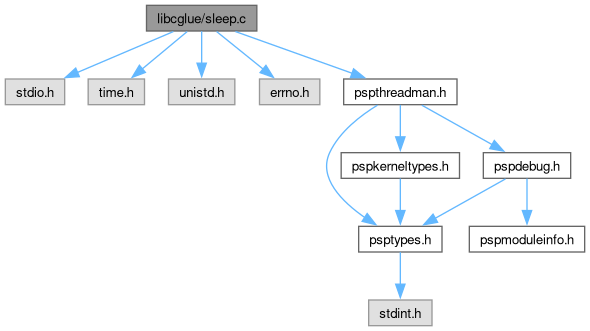 libcglue/sleep.c
stdio.h
time.h
unistd.h
errno.h
pspthreadman.h
pspkerneltypes.h
pspdebug.h
psptypes.h
pspmoduleinfo.h
stdint.h